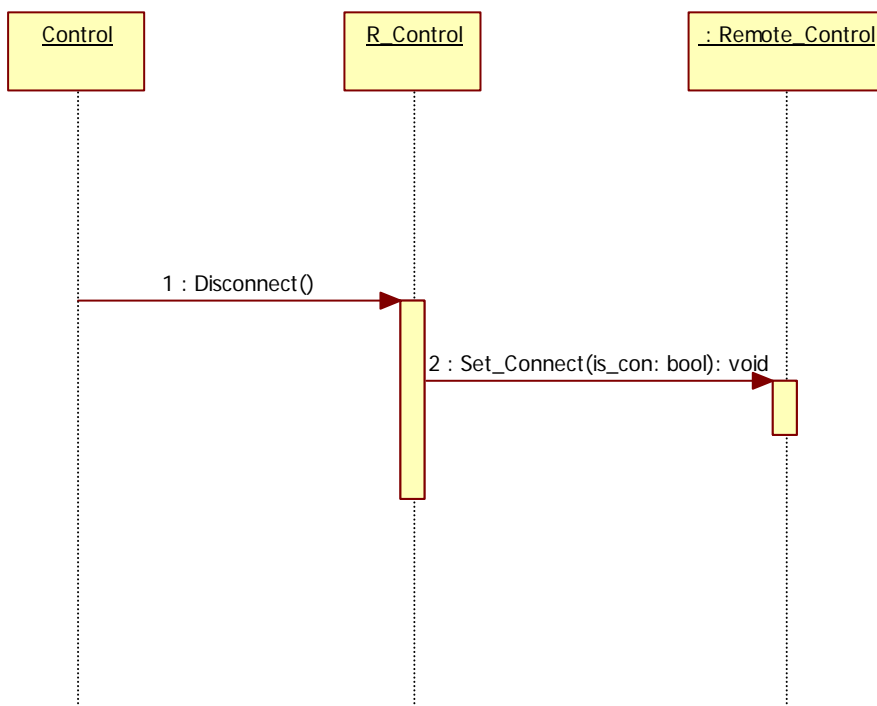 Control
R_Control
: Remote_Control
1 : Disconnect()
2 : Set_Connect(is_con: bool): void